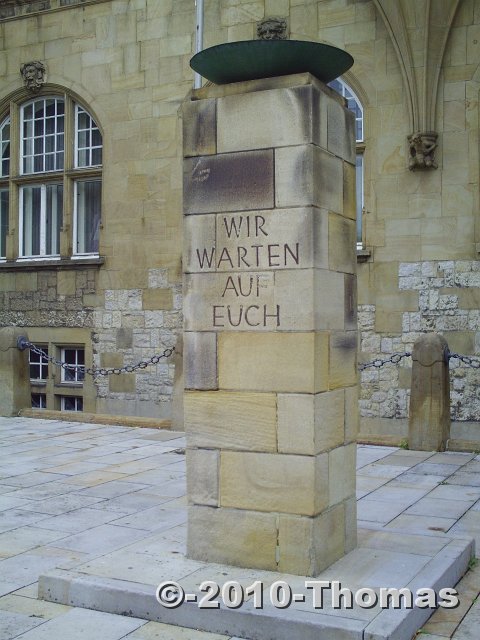 WIR
WARTEN
AUF
EUCH
©-2010-Thomas